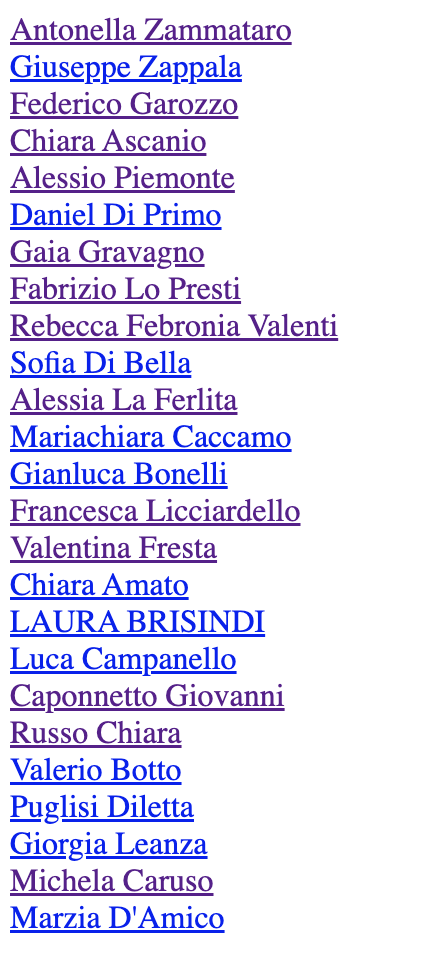 Antonella Zammataro
Giuseppe Zappala
Federico Garozzo
Chiara Ascanio
Alessio Piemonte
Daniel Di Primo
Gaia Gravagno
Fabrizio Lo Presti
Rebecca Febronia Valenti
Sofia Di Bella
Alessia La Ferlita
Mariachiara Caccamo
Gianluca Bonelli
Francesca Licciardello
Valentina Fresta
Chiara Amato
LAURA BRISINDI
Luca Campanello
Caponnetto Giovanni
Russo Chiara
Valerio Botto
Puglisi Diletta
Giorgia Leanza
Michela Caruso
Marzia D'Amico